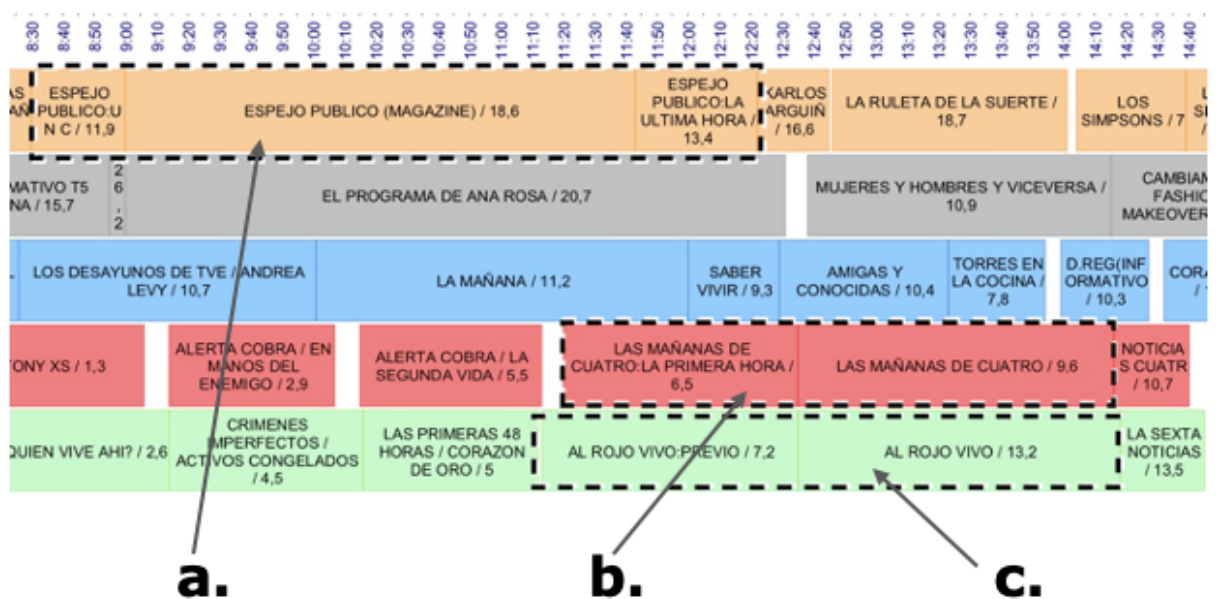 8:30 8:40 8:50 9:00 9:10 9:20 9:30 9:40 9:50 10:00 10:10 10:20 10:30 10:40 10:50 11:00 11:10 11:20 11:30 11:40 11:50 12:00 12:10 12:20 12:30 12:40 12:50 13:00 13:10 13:20 13:30 13:40 13:50 14:00 14:10 14:20 14:30 14:40
AS
AÑ
ESPEJO
PUBLICO:U
N C / 11,9
ESPEJO PUBLICO (MAGAZINE) / 18,6
ESPEJO
PUBLICO:LA
ULTIMA HORA /
13,4
KARLOS
ARGUIÑ
/ 16,6
LA RULETA DE LA SUERTE /
18,7
LOS
SIMPSONS / 7
L
SI
/
MATIVO T5
NA / 15,7
2
6
,
2
EL PROGRAMA DE ANA ROSA / 20,7
MUJERES Y HOMBRES Y VICEVERSA /
10,9
CAMBIAM
FASHIO
MAKEOVER
LOS DESAYUNOS DE TVE / ANDREA
LEVY / 10,7
LA MAÑANA / 11,2
SABER
VIVIR / 9,3
AMIGAS Y
CONOCIDAS / 10,4
TORRES EN
LA COCINA /
7,8
D.REG(INF
ORMATIVO
/ 10,3
CORA
/
TONY XS / 1,3
ALERTA COBRA / EN
MANOS DEL
ENEMIGO / 2,9
ALERTA COBRA / LA
SEGUNDA VIDA / 5,5
LAS MAÑANAS DE
CUATRO:LA PRIMERA HORA /
6,5
LAS MAÑANAS DE CUATRO / 9,6
NOTICIA
S CUATR
/ 10,7
QUIEN VIVE AHI? / 2,6
CRIMENES
IMPERFECTOS /
ACTIVOS CONGELADOS
/ 4,5
LAS PRIMERAS 48
HORAS / CORAZON
DE ORO / 5
AL ROJO VIVO:PREVIO / 7,2
AL ROJO VIVO / 13,2
LA SEXTA
NOTICIAS
/ 13,5
a.
b.
c.